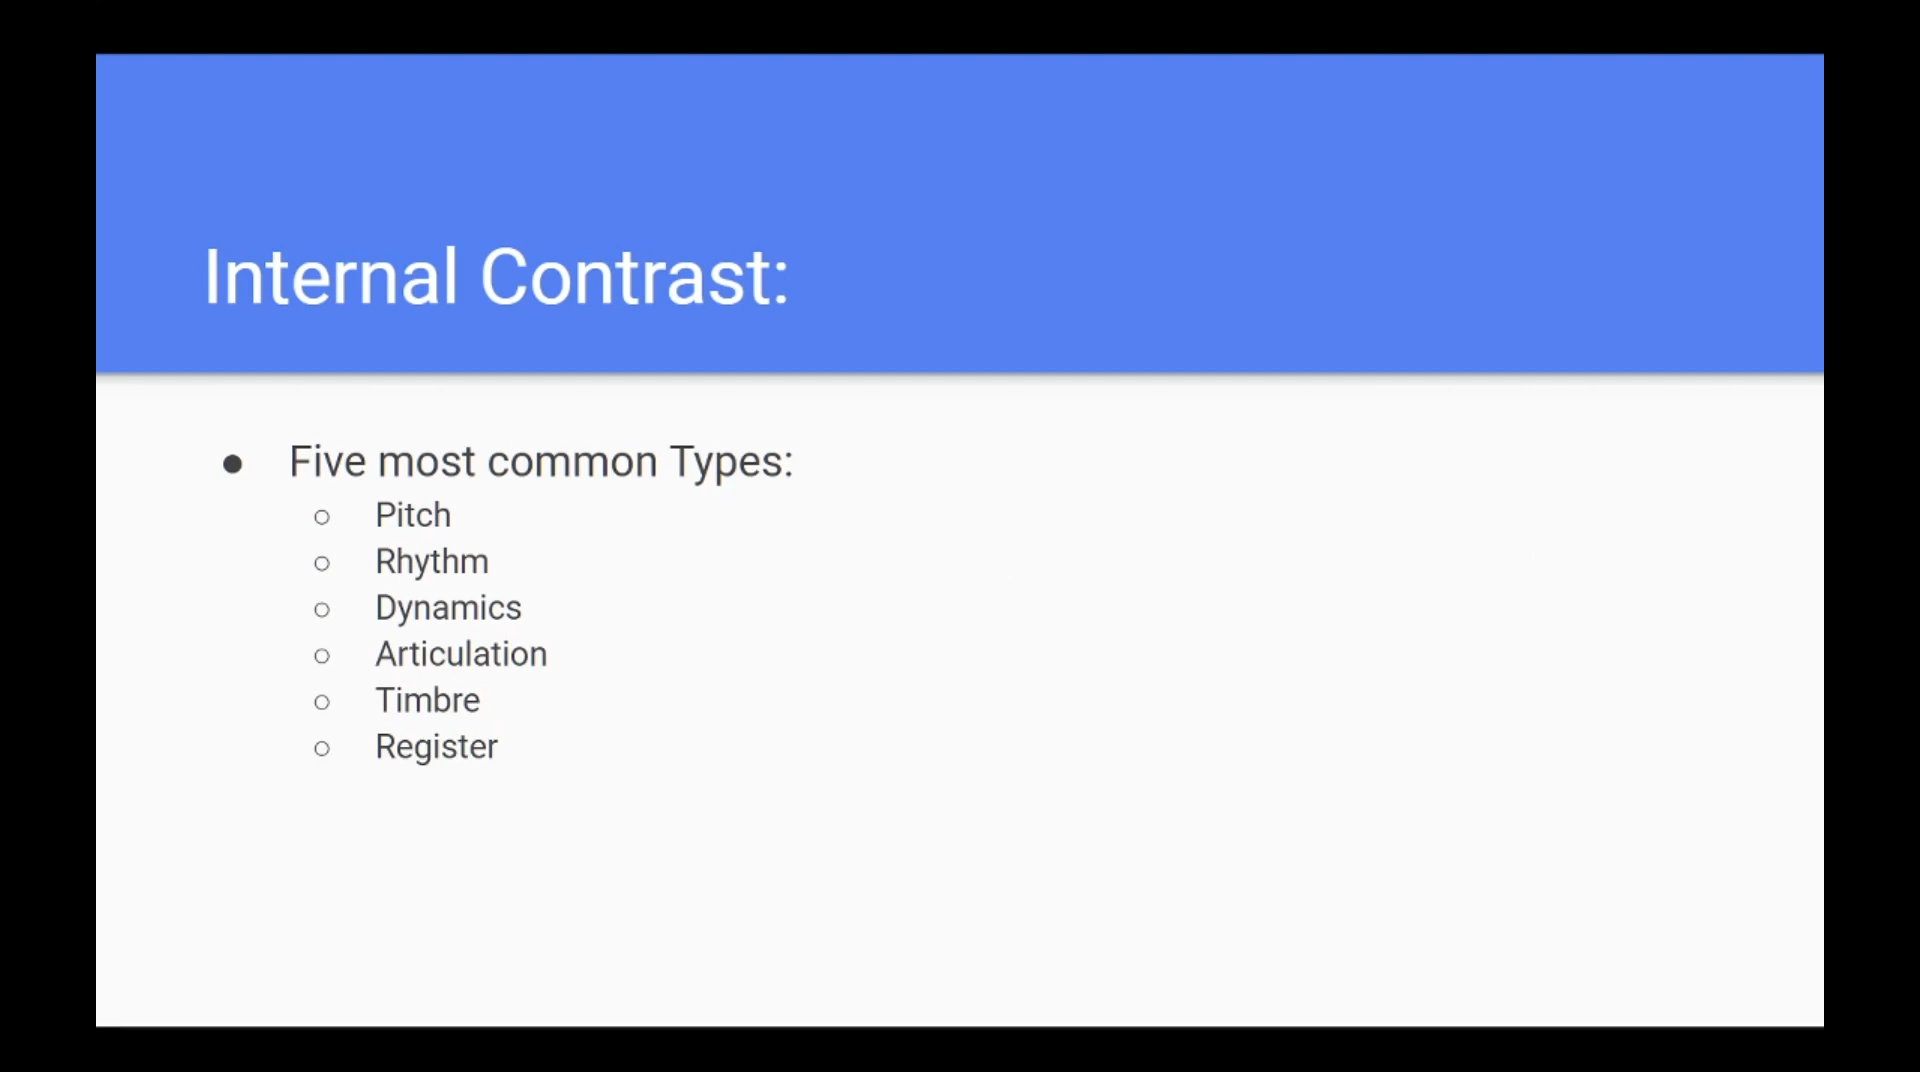 Internal Contrast:
● Five most common Types:
○ Pitch
○ Rhythm
○ Dynamics
○ Articulation
○ Timbre
○ Register